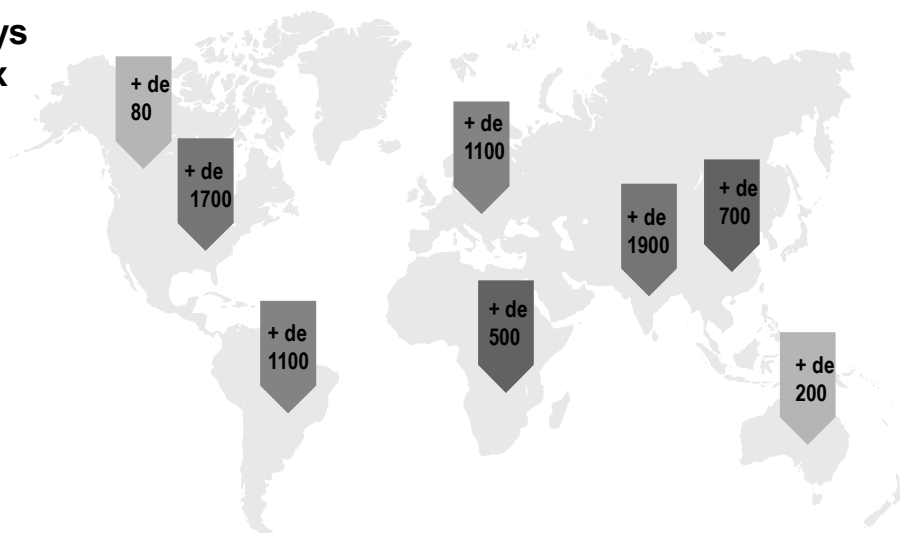 + de
80
+ de
1700
+ de
1100
+ de
1100
+ de
1900
+ de
700
+ de
500
+ de
200